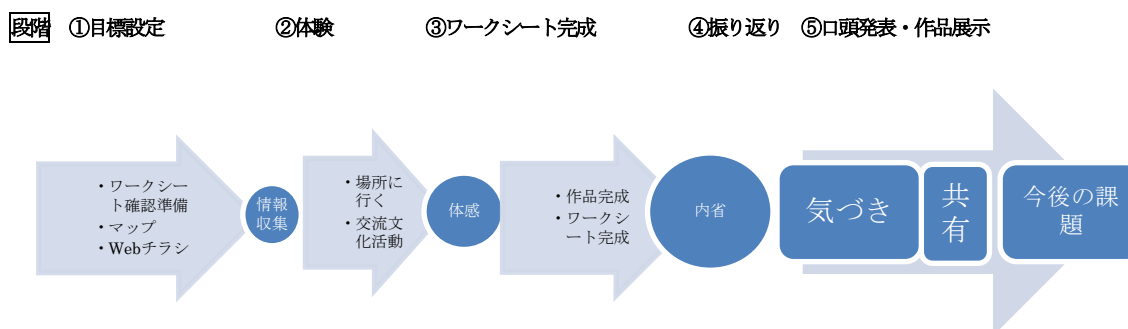 段階 ①目標設定 ②体験 ③ワークシート完成 ④振り返り ⑤口頭発表・作品展示
・ワークシー
ト確認準備
・マップ
・Webチラシ
情報
収集
・場所に
行く
・交流文
化活動
体感
・作品完成
・ワークシ
ート完成
内省
気づき
共
有
今後の課
題